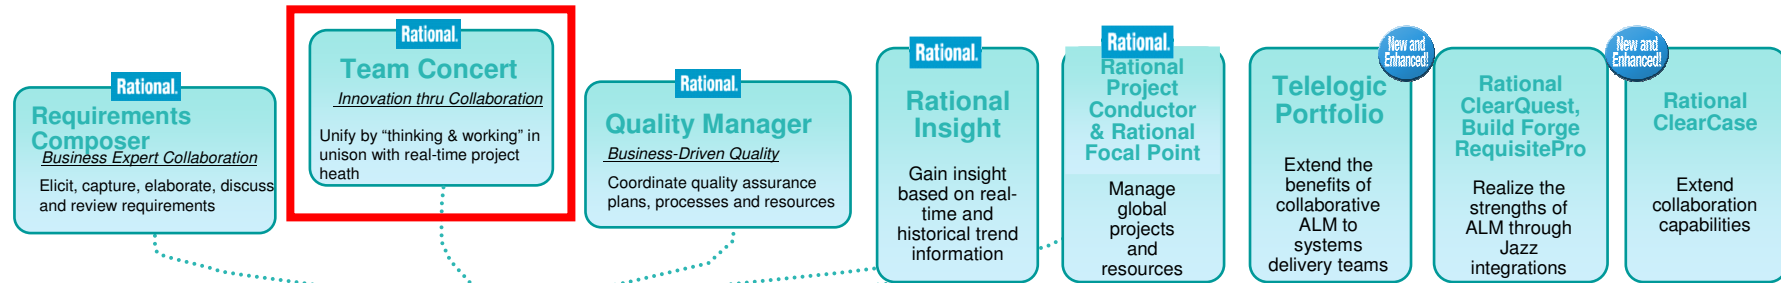 Rational.
Requirements
Composer
Business Expert Collaboration
Elicit, capture, elaborate, discuss
and review requirements
Rational.
Team Concert
Innovation thru Collaboration
Unify by “thinking & working” in
unison with real-time project
heath
Rational.
Quality Manager
Business-Driven Quality
Coordinate quality assurance
plans, processes and resources
Rational.
Rational
Insight
Gain insight
based on real-
time and
historical trend
information
Rational.
Rational
Project
Conductor
& Rational
Focal Point
Manage
global
projects
and
resources
New and
Enhanced!
Telelogic
Portfolio
Extend the
benefits of
collaborative
ALM to
systems
delivery teams
New and
Enhanced!
Rational
ClearQuest,
Build Forge
RequisitePro
Realize the
strengths of
ALM through
Jazz
integrations
Rational
ClearCase
Extend
collaboration
capabilities